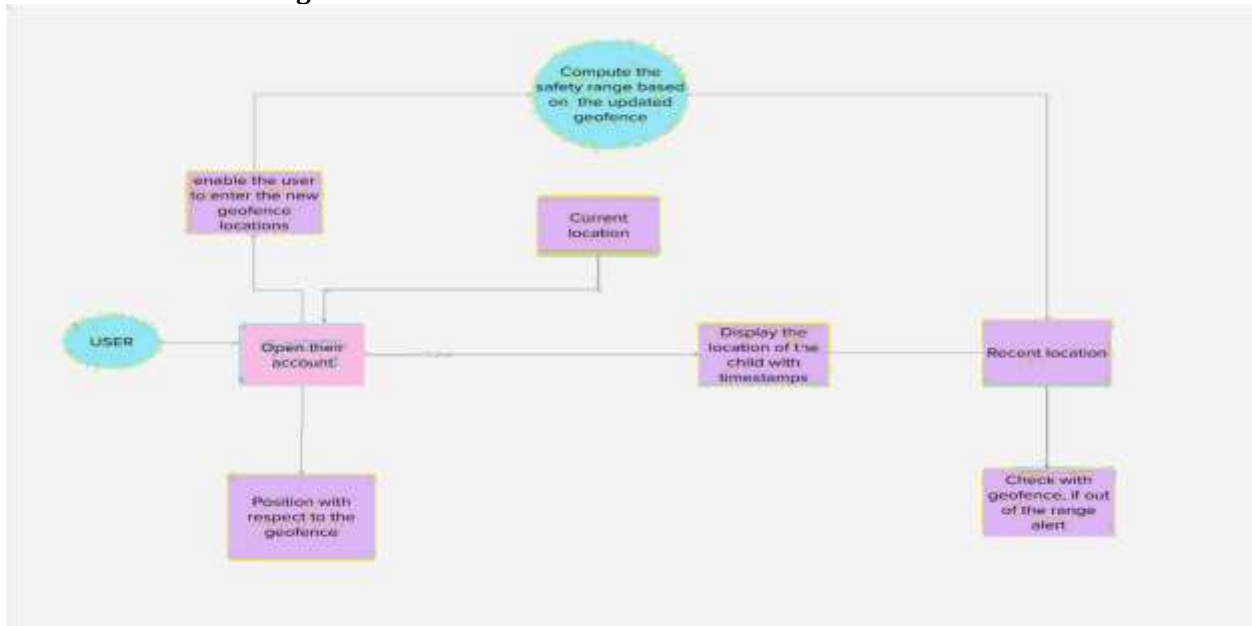 Compute the
safety range based
on the updated
geofence
enable the user
to enter the new
geofence
locations
Current
location
USER
Open their
account
Display the
location of the
child with
timestamps
Recent location
Position with
respect to the
geofence
Check with
geofence, if out
of the range
alert